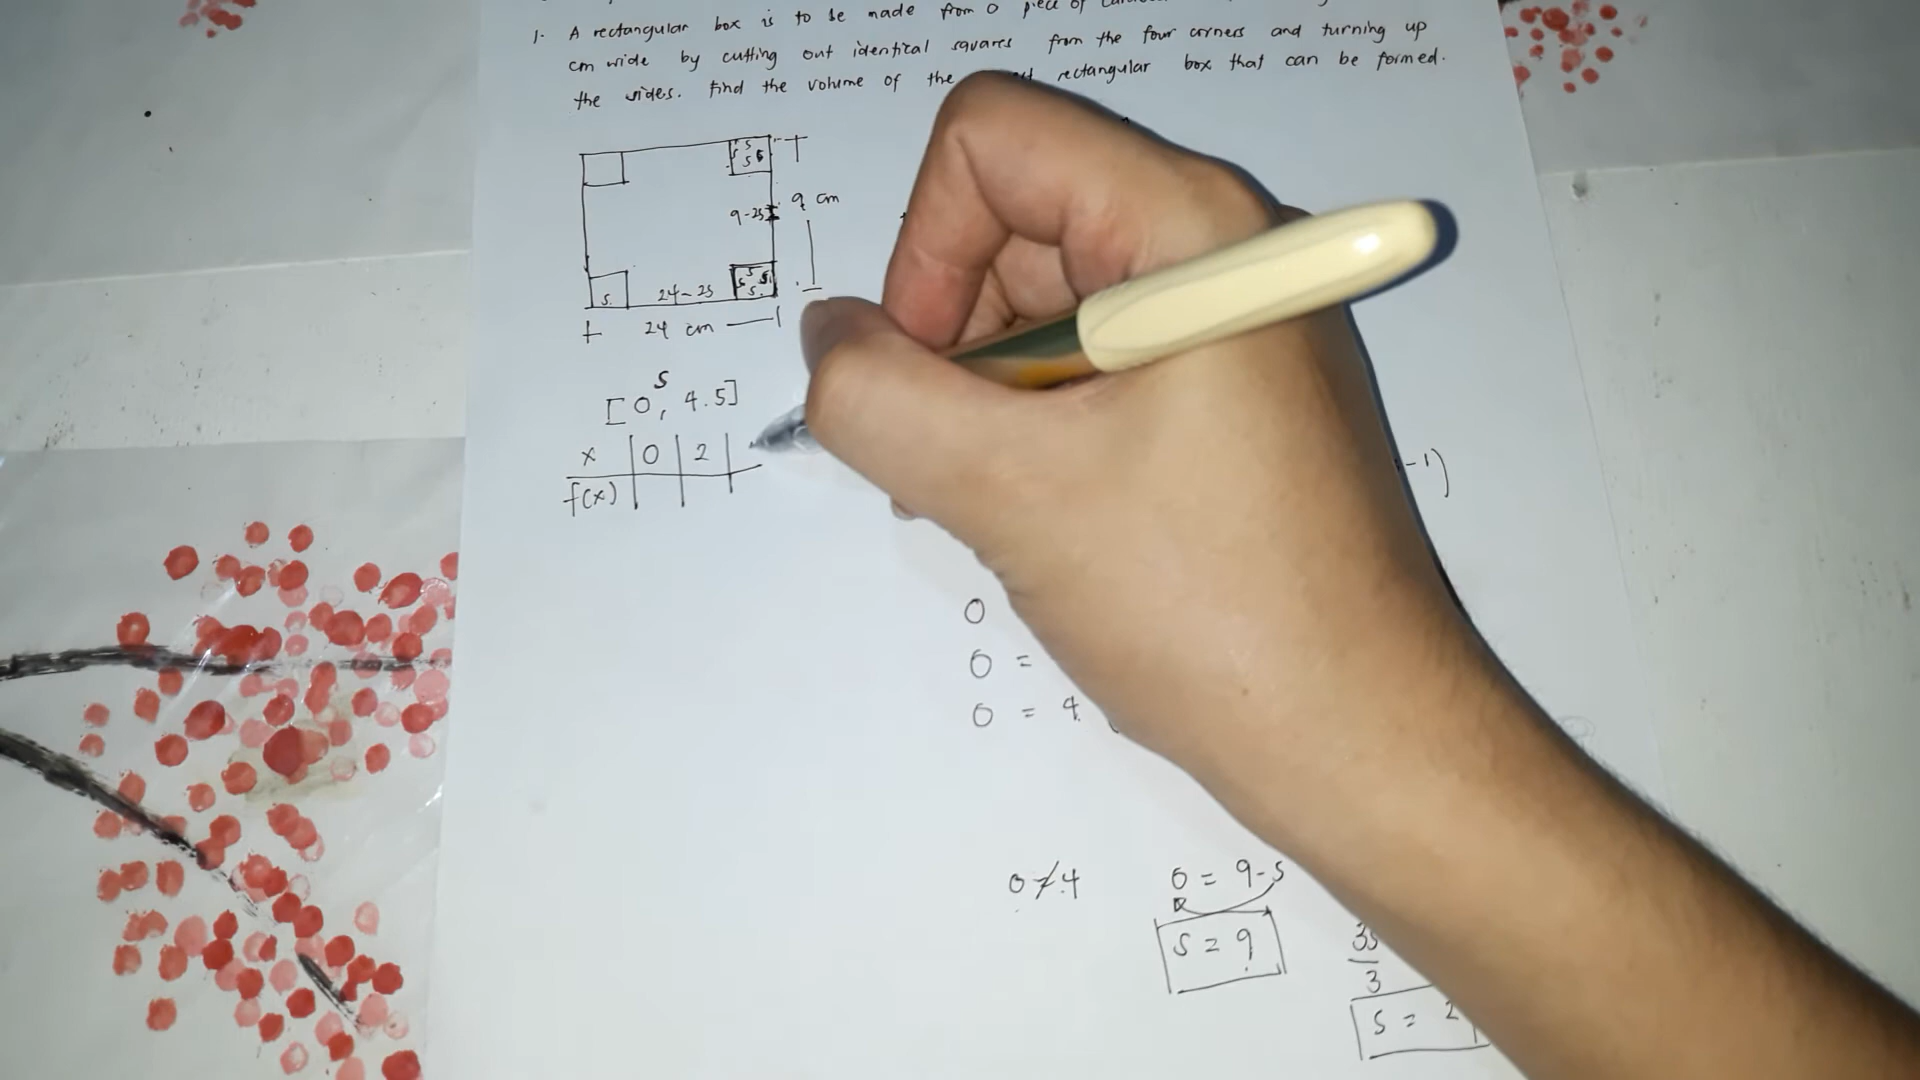 1. A rectangular box is to be made from a piece of
cm wide by cutting out identical squares from the four corners and turning up
the sides. Find the volume of the rectangular box that can be formed.
s
s s
9-2s
9 cm
s s s
s
s. 24-2s
24 cm
s
[0, 4.5]
x 0 2
f(x)
-1)
0
0 =
0 = 4
0 ≠ 4
0 = 9-s
s = 9
3s
3
s = 2